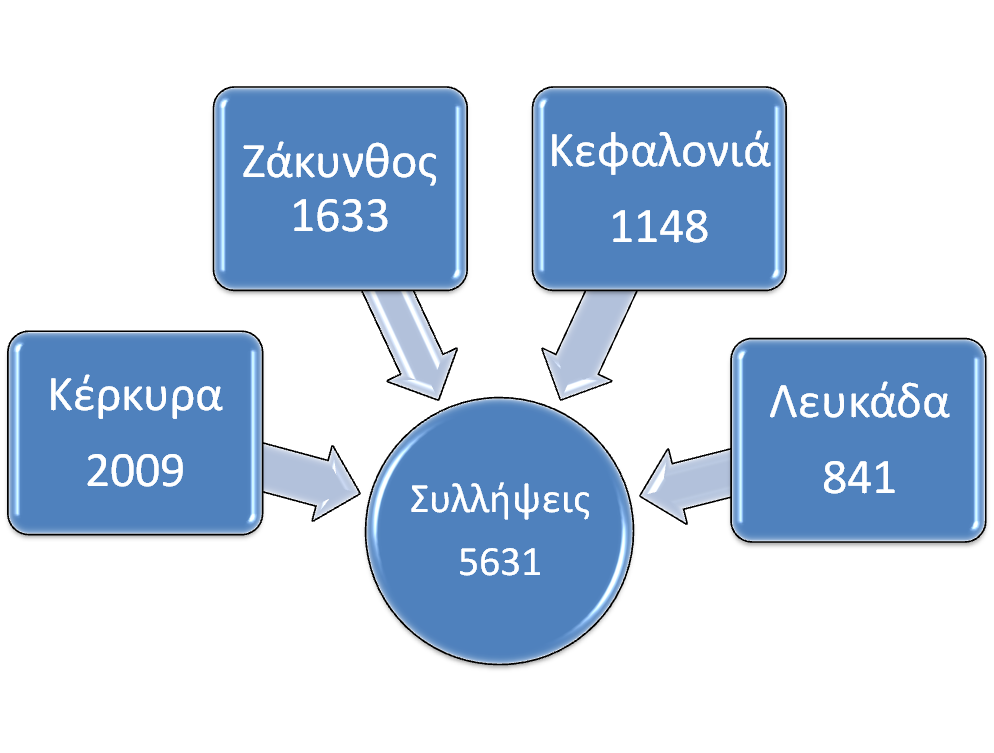 Ζάκυνθος
1633
Κεφαλονιά
1148
Κέρκυρα
2009
Λευκάδα
841
Συλλήψεις
5631